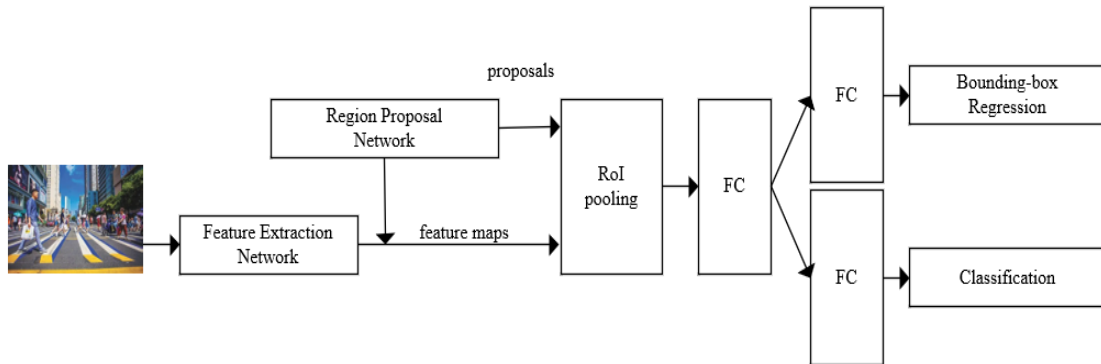 proposals
Region Proposal
Network
Feature Extraction
Network
feature maps
RoI
pooling
FC
FC
Bounding-box
Regression
FC
Classification